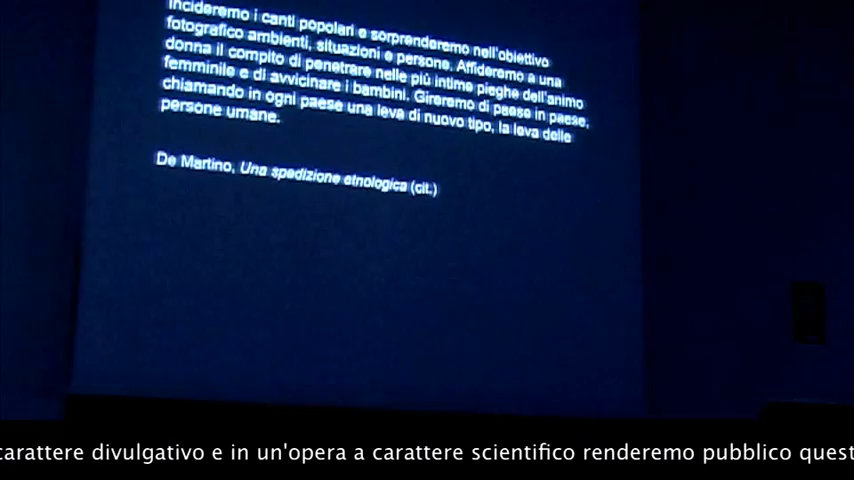 Incideremo i canti popolari e sorprenderemo nell'obiettivo
fotografico ambienti, situazioni e persone. Affideremo a una
donna il compito di penetrare nelle più intime pieghe dell'animo
femminile e di avvicinare i bambini. Gireremo di paese in paese,
chiamando in ogni paese una leva di nuovo tipo, la leva delle
persone umane.
De Martino, Una spedizione etnologica (cit.)
carattere divulgativo e in un'opera a carattere scientifico renderemo pubblico quest